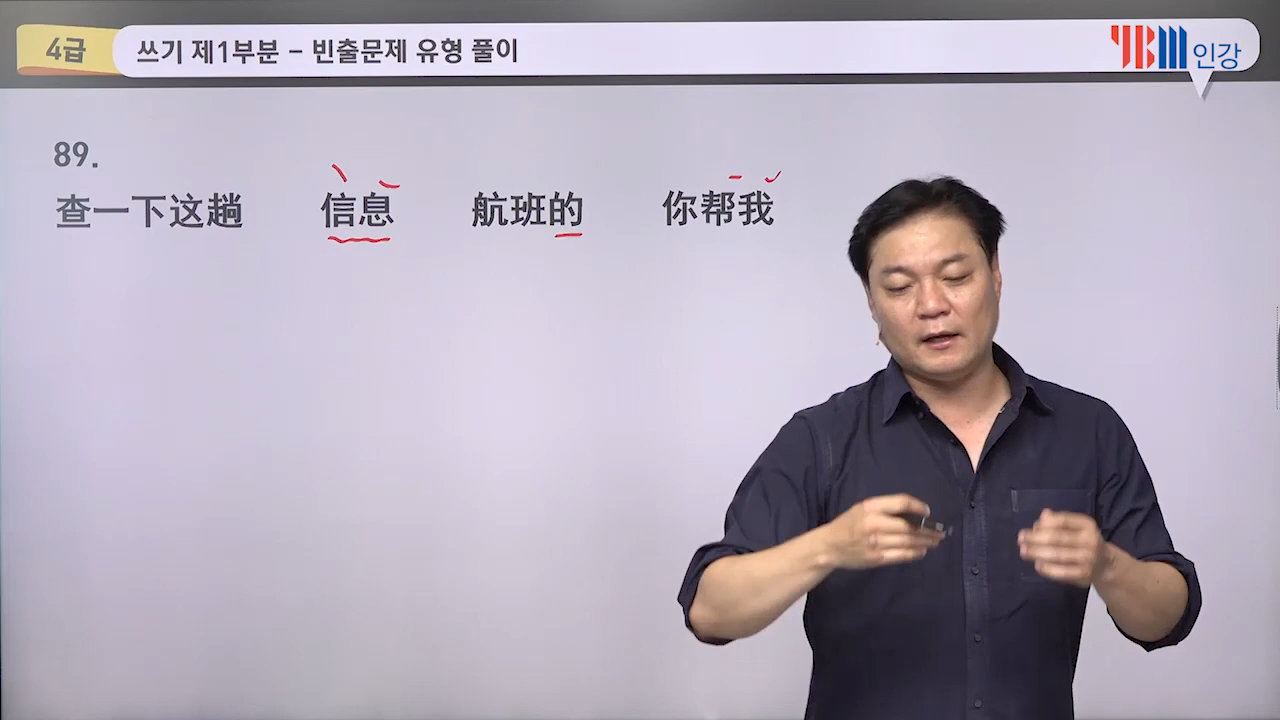 4급 쓰기 제1부분 – 빈출문제 유형 풀이 YBM 인강
89.
查一下这趟 信息 航班的 你帮我